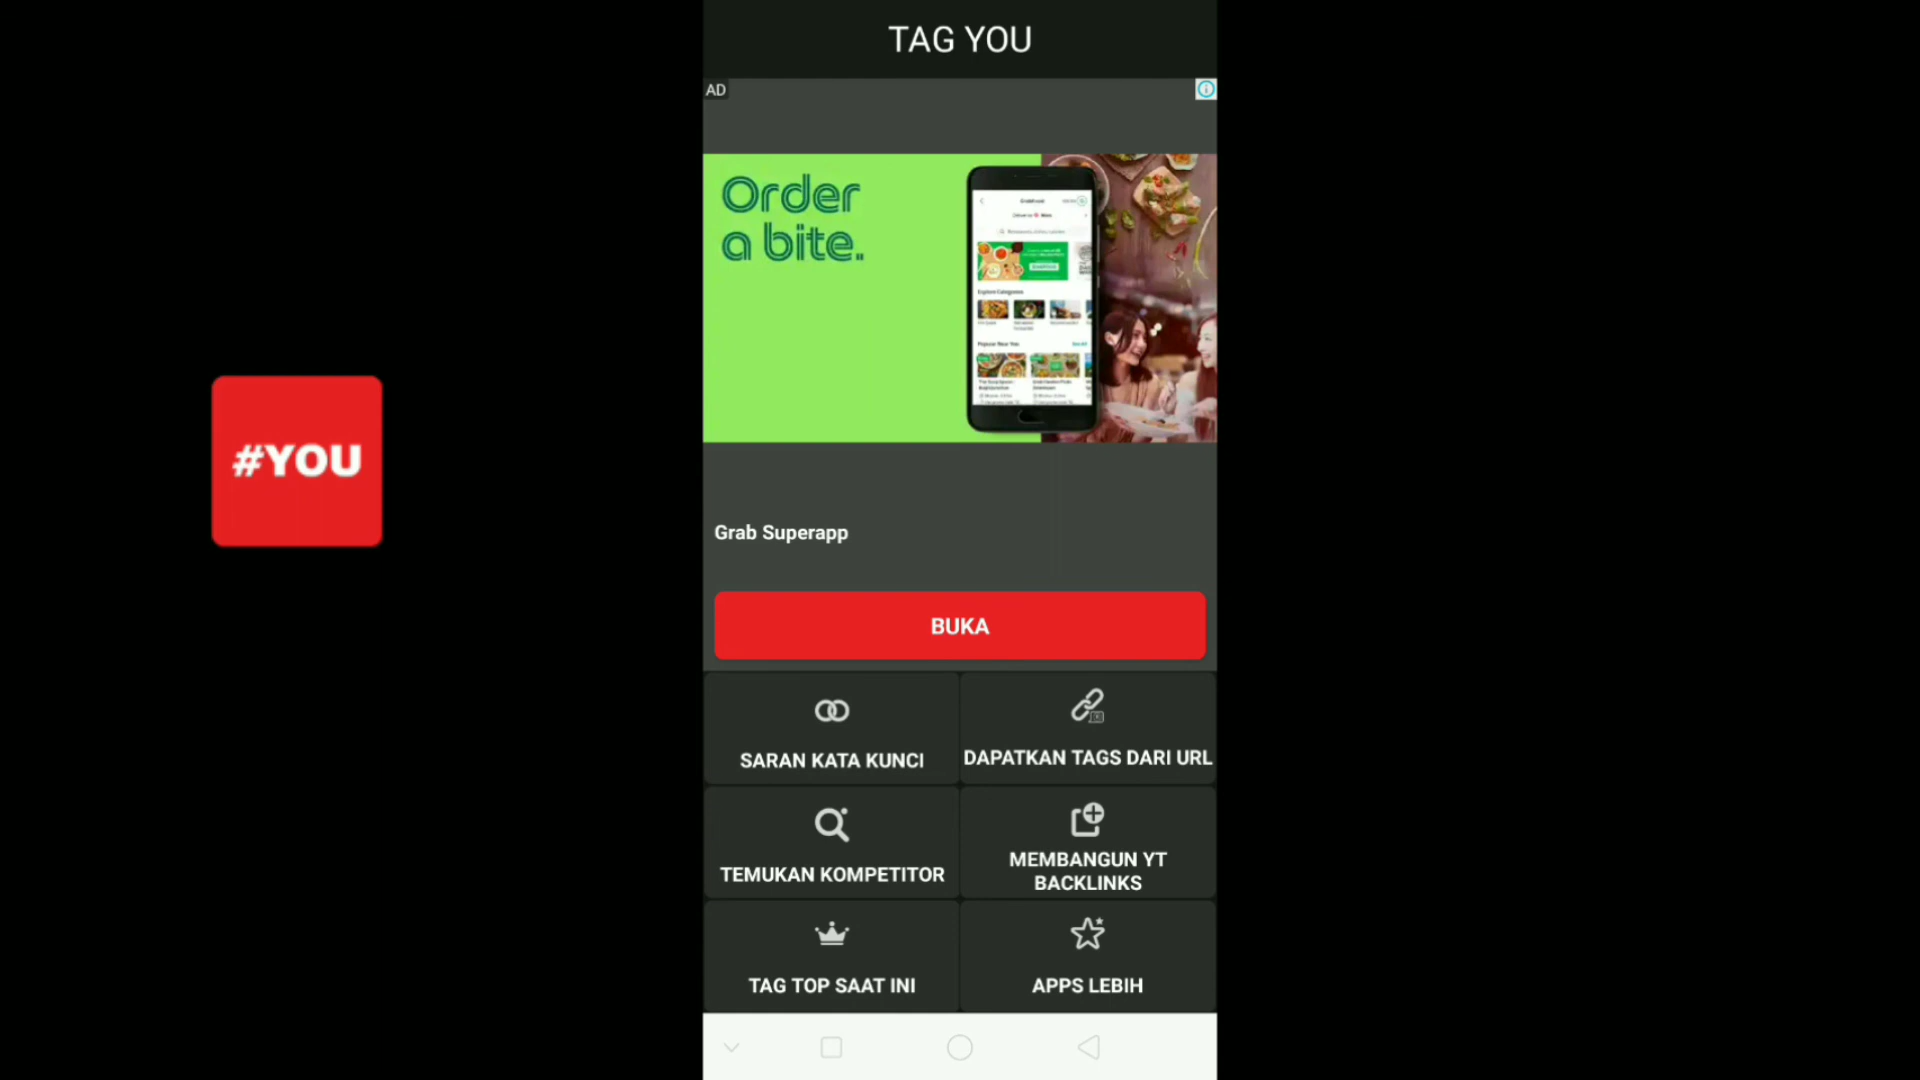 TAG YOU
AD
Order
a bite.
#YOU
Grab Superapp
BUKA
SARAN KATA KUNCI
DAPATKAN TAGS DARI URL
TEMUKAN KOMPETITOR
MEMBANGUN YT
BACKLINKS
TAG TOP SAAT INI
APPS LEBIH